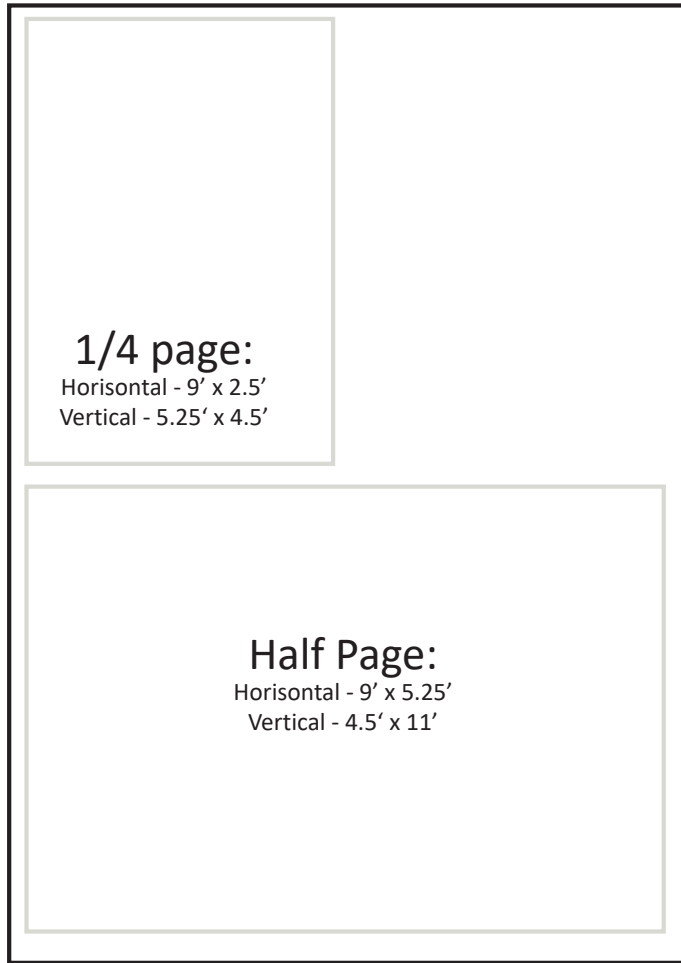 1/4 page:
Horisontal - 9’ x 2.5’
Vertical - 5.25‘ x 4.5’
Half Page:
Horisontal - 9’ x 5.25’
Vertical - 4.5‘ x 11’